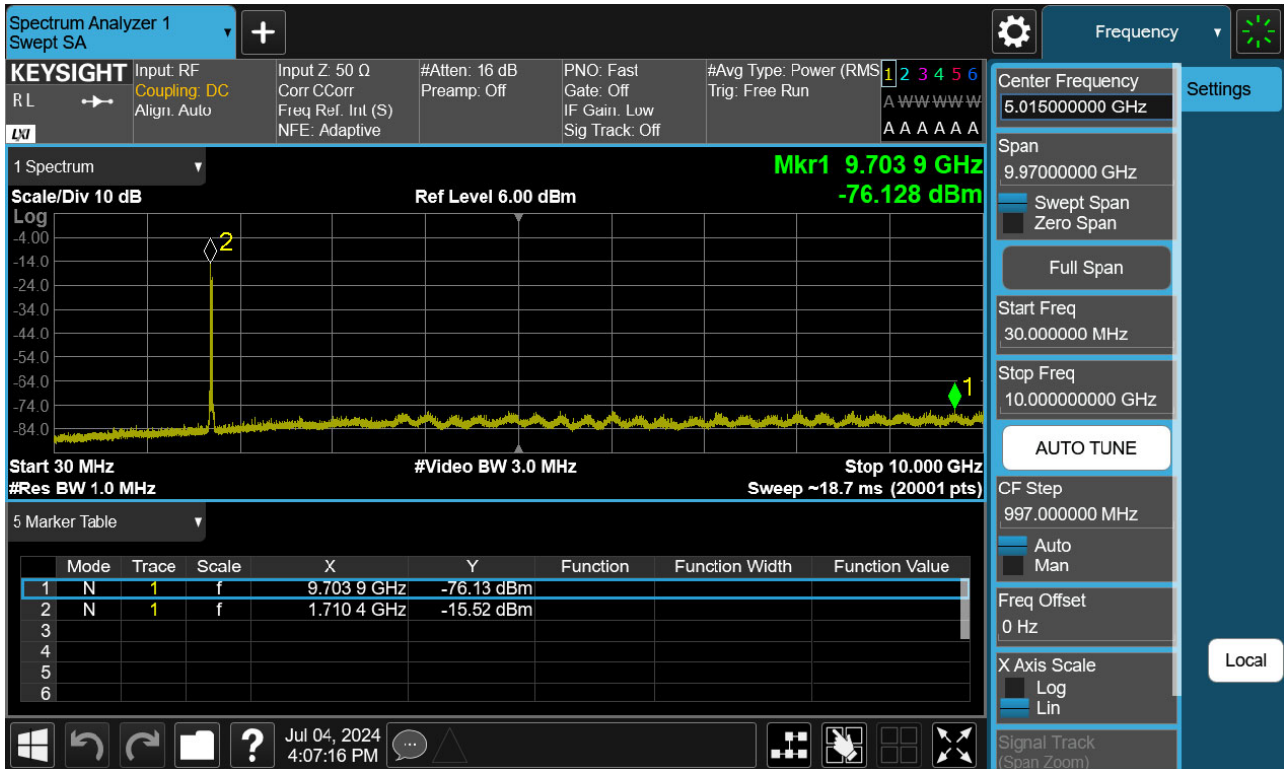 Spectrum Analyzer 1
Swept SA
+
Frequency
KEYSIGHT
RL
LXI
Input: RF
Coupling: DC
Align: Auto
Input Z: 50 Ω
Corr CCorr
Freq Ref: Int (S)
NFE: Adaptive
#Atten: 16 dB
Preamp: Off
PNO: Fast
Gate: Off
IF Gain: Low
Sig Track: Off
#Avg Type: Power (RMS
Trig: Free Run
1 2 3 4 5 6
A W W W W W
A A A A A A
1 Spectrum
Mkr1 9.703 9 GHz
Scale/Div 10 dB
Ref Level 6.00 dBm
-76.128 dBm
Log
-4.00
-14.0
-24.0
-34.0
-44.0
-54.0
-64.0
-74.0
-84.0
2
1
Start 30 MHz
#Video BW 3.0 MHz
Stop 10.000 GHz
#Res BW 1.0 MHz
Sweep ~18.7 ms (20001 pts)
5 Marker Table
Mode Trace Scale X Y Function Function Width Function Value
1 N 1 f 9.703 9 GHz -76.13 dBm
2 N 1 f 1.710 4 GHz -15.52 dBm
3
4
5
6
?
Jul 04, 2024
4:07:16 PM
Center Frequency
5.015000000 GHz
Settings
Span
9.97000000 GHz
Swept Span
Zero Span
Full Span
Start Freq
30.000000 MHz
Stop Freq
10.000000000 GHz
AUTO TUNE
CF Step
997.000000 MHz
Auto
Man
Freq Offset
0 Hz
X Axis Scale
Log
Lin
Local
Signal Track
(Span Zoom)